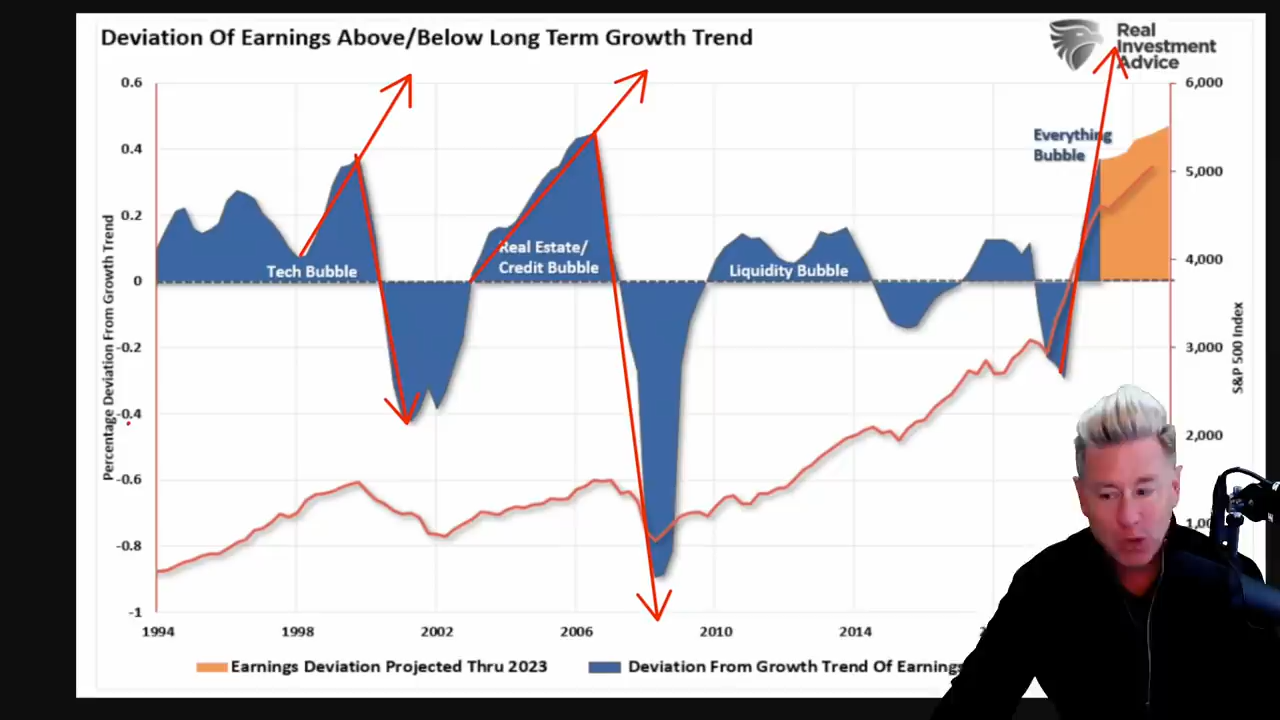 Deviation Of Earnings Above/Below Long Term Growth Trend
Real
Investment
Advice
0.6
0.4
0.2
0
-0.2
-0.4
-0.6
-0.8
-1
Percentage Deviation From Growth Trend
Tech Bubble
Real Estate/
Credit Bubble
Liquidity Bubble
Everything
Bubble
6,000
5,000
4,000
3,000
2,000
S&P 500 Index
1994
1998
2002
2006
2010
2014
Earnings Deviation Projected Thru 2023
Deviation From Growth Trend Of Earnings